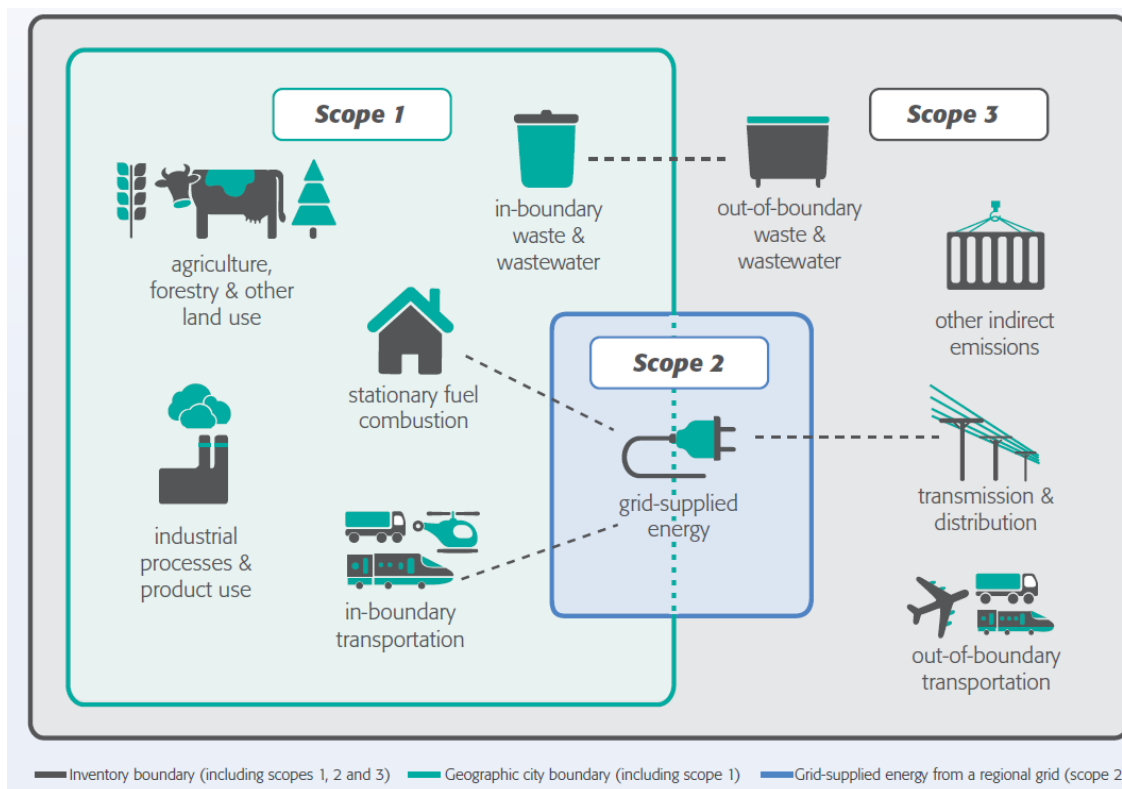 Scope 1
Scope 3
in-boundary
waste &
wastewater
out-of-boundary
waste &
wastewater
agriculture,
forestry & other
land use
other indirect
emissions
Scope 2
stationary fuel
combustion
grid-supplied
energy
transmission &
distribution
industrial
processes &
product use
in-boundary
transportation
out-of-boundary
transportation
Inventory boundary (including scopes 1, 2 and 3)
Geographic city boundary (including scope 1)
Grid-supplied energy from a regional grid (scope 2